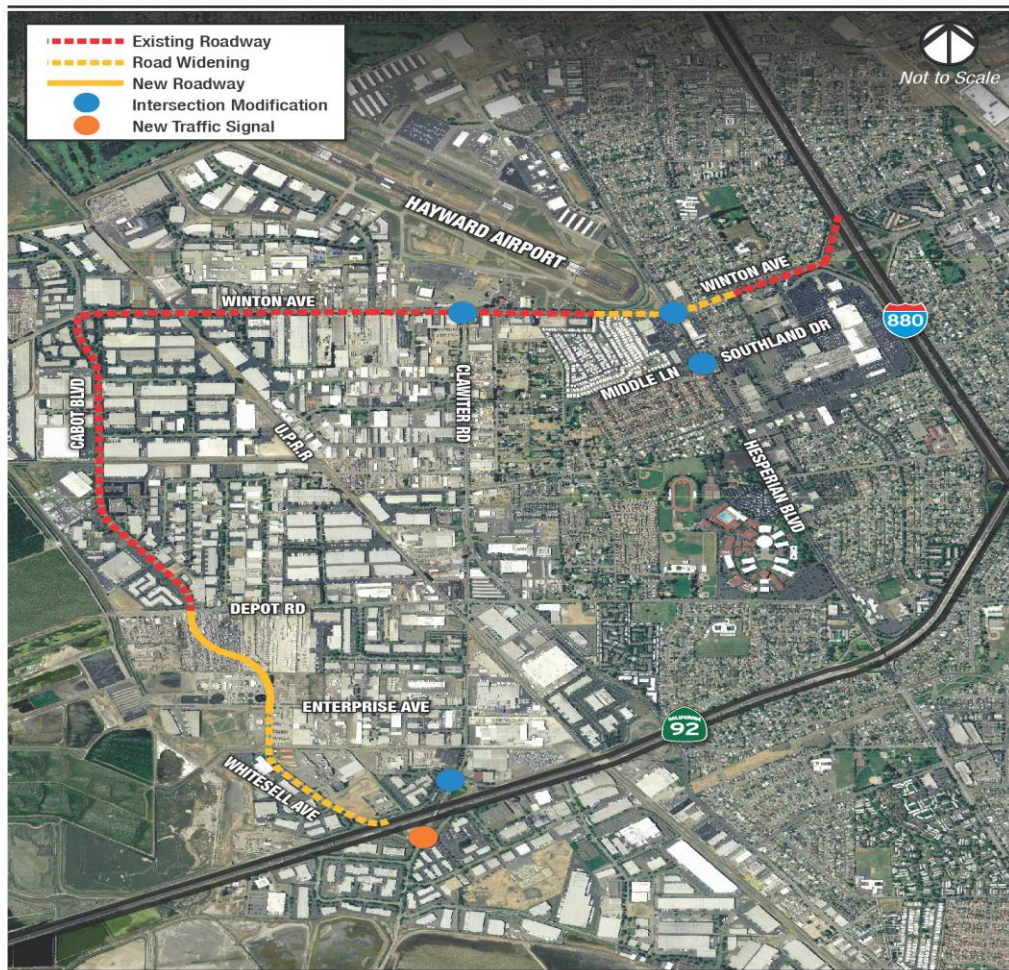 Existing Roadway
Road Widening
New Roadway
Intersection Modification
New Traffic Signal
Not to Scale
HAYWARD AIRPORT
WINTON AVE
WINTON AVE
880
SOUTHLAND DR
MIDDLE LN
CABOT BLVD
CLAWITER RD
U.P.R.R
HESPERIAN BLVD
DEPOT RD
ENTERPRISE AVE
CALIFORNIA
92
WHITESELL AVE